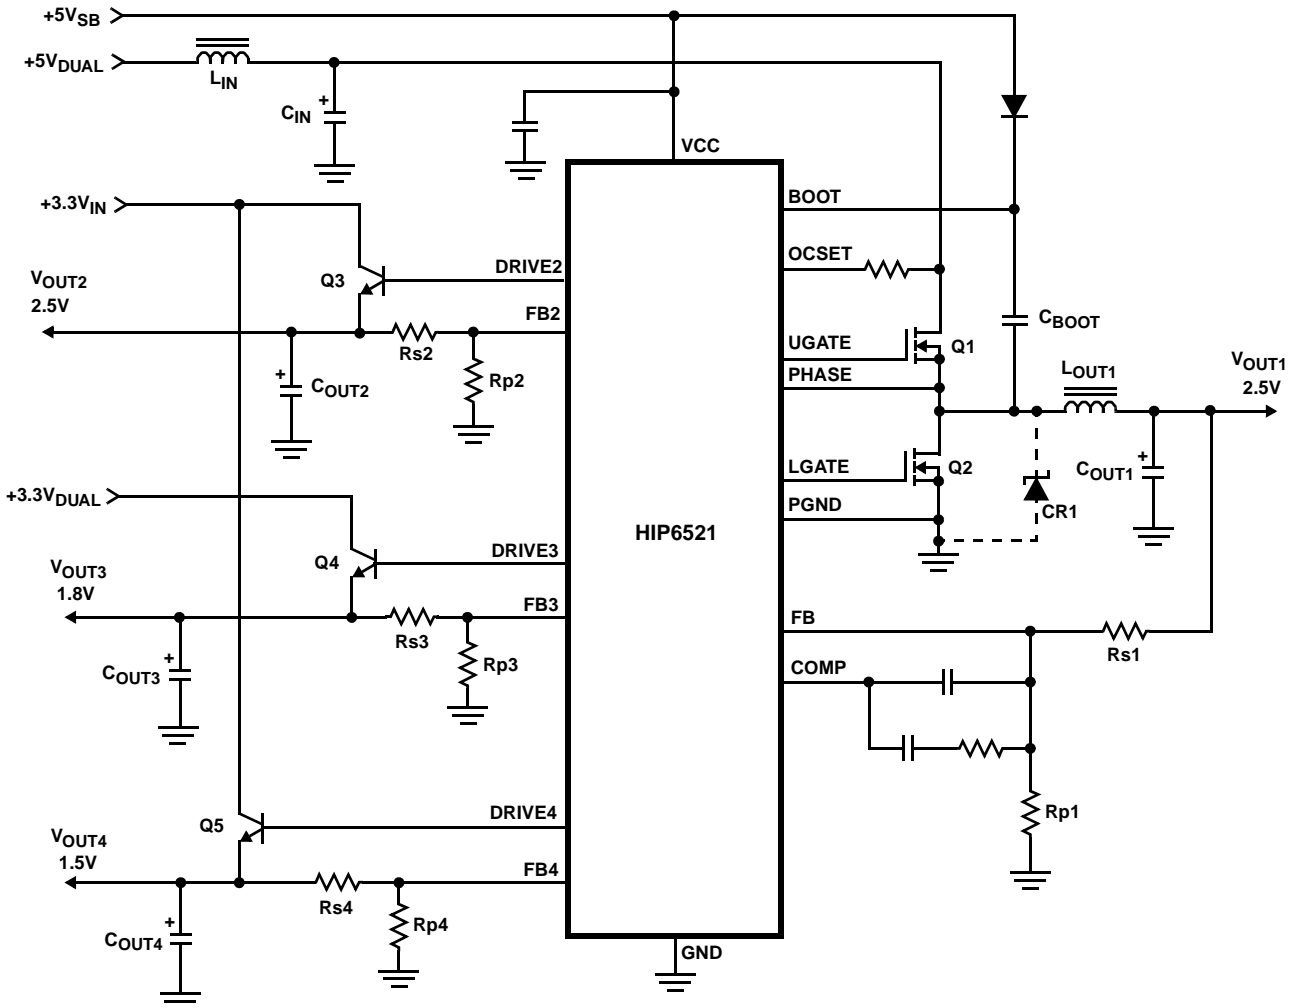 +5VSB
+5VDUAL
LIN
CIN
+
VCC
+3.3VIN
BOOT
OCSET
DRIVE2
Q3
VOUT2
2.5V
FB2
Rs2
Rp2
+
COUT2
UGATE
Q1
PHASE
CBOOT
LOUT1
VOUT1
2.5V
LGATE
Q2
+
COUT1
PGND
CR1
HIP6521
+3.3VDUAL
DRIVE3
Q4
VOUT3
1.8V
FB3
Rs3
Rp3
+
COUT3
FB
Rs1
COMP
Rp1
DRIVE4
Q5
VOUT4
1.5V
FB4
Rs4
Rp4
+
COUT4
GND